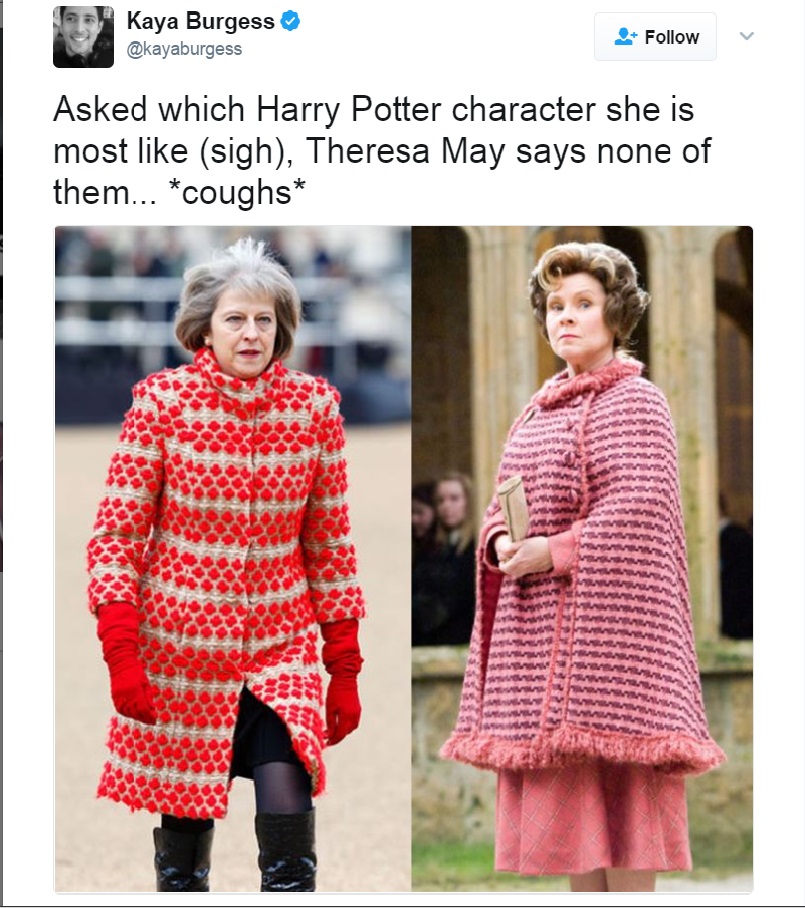 Kaya Burgess
@kayaburgess
Follow
Asked which Harry Potter character she is
most like (sigh), Theresa May says none of
them... *coughs*